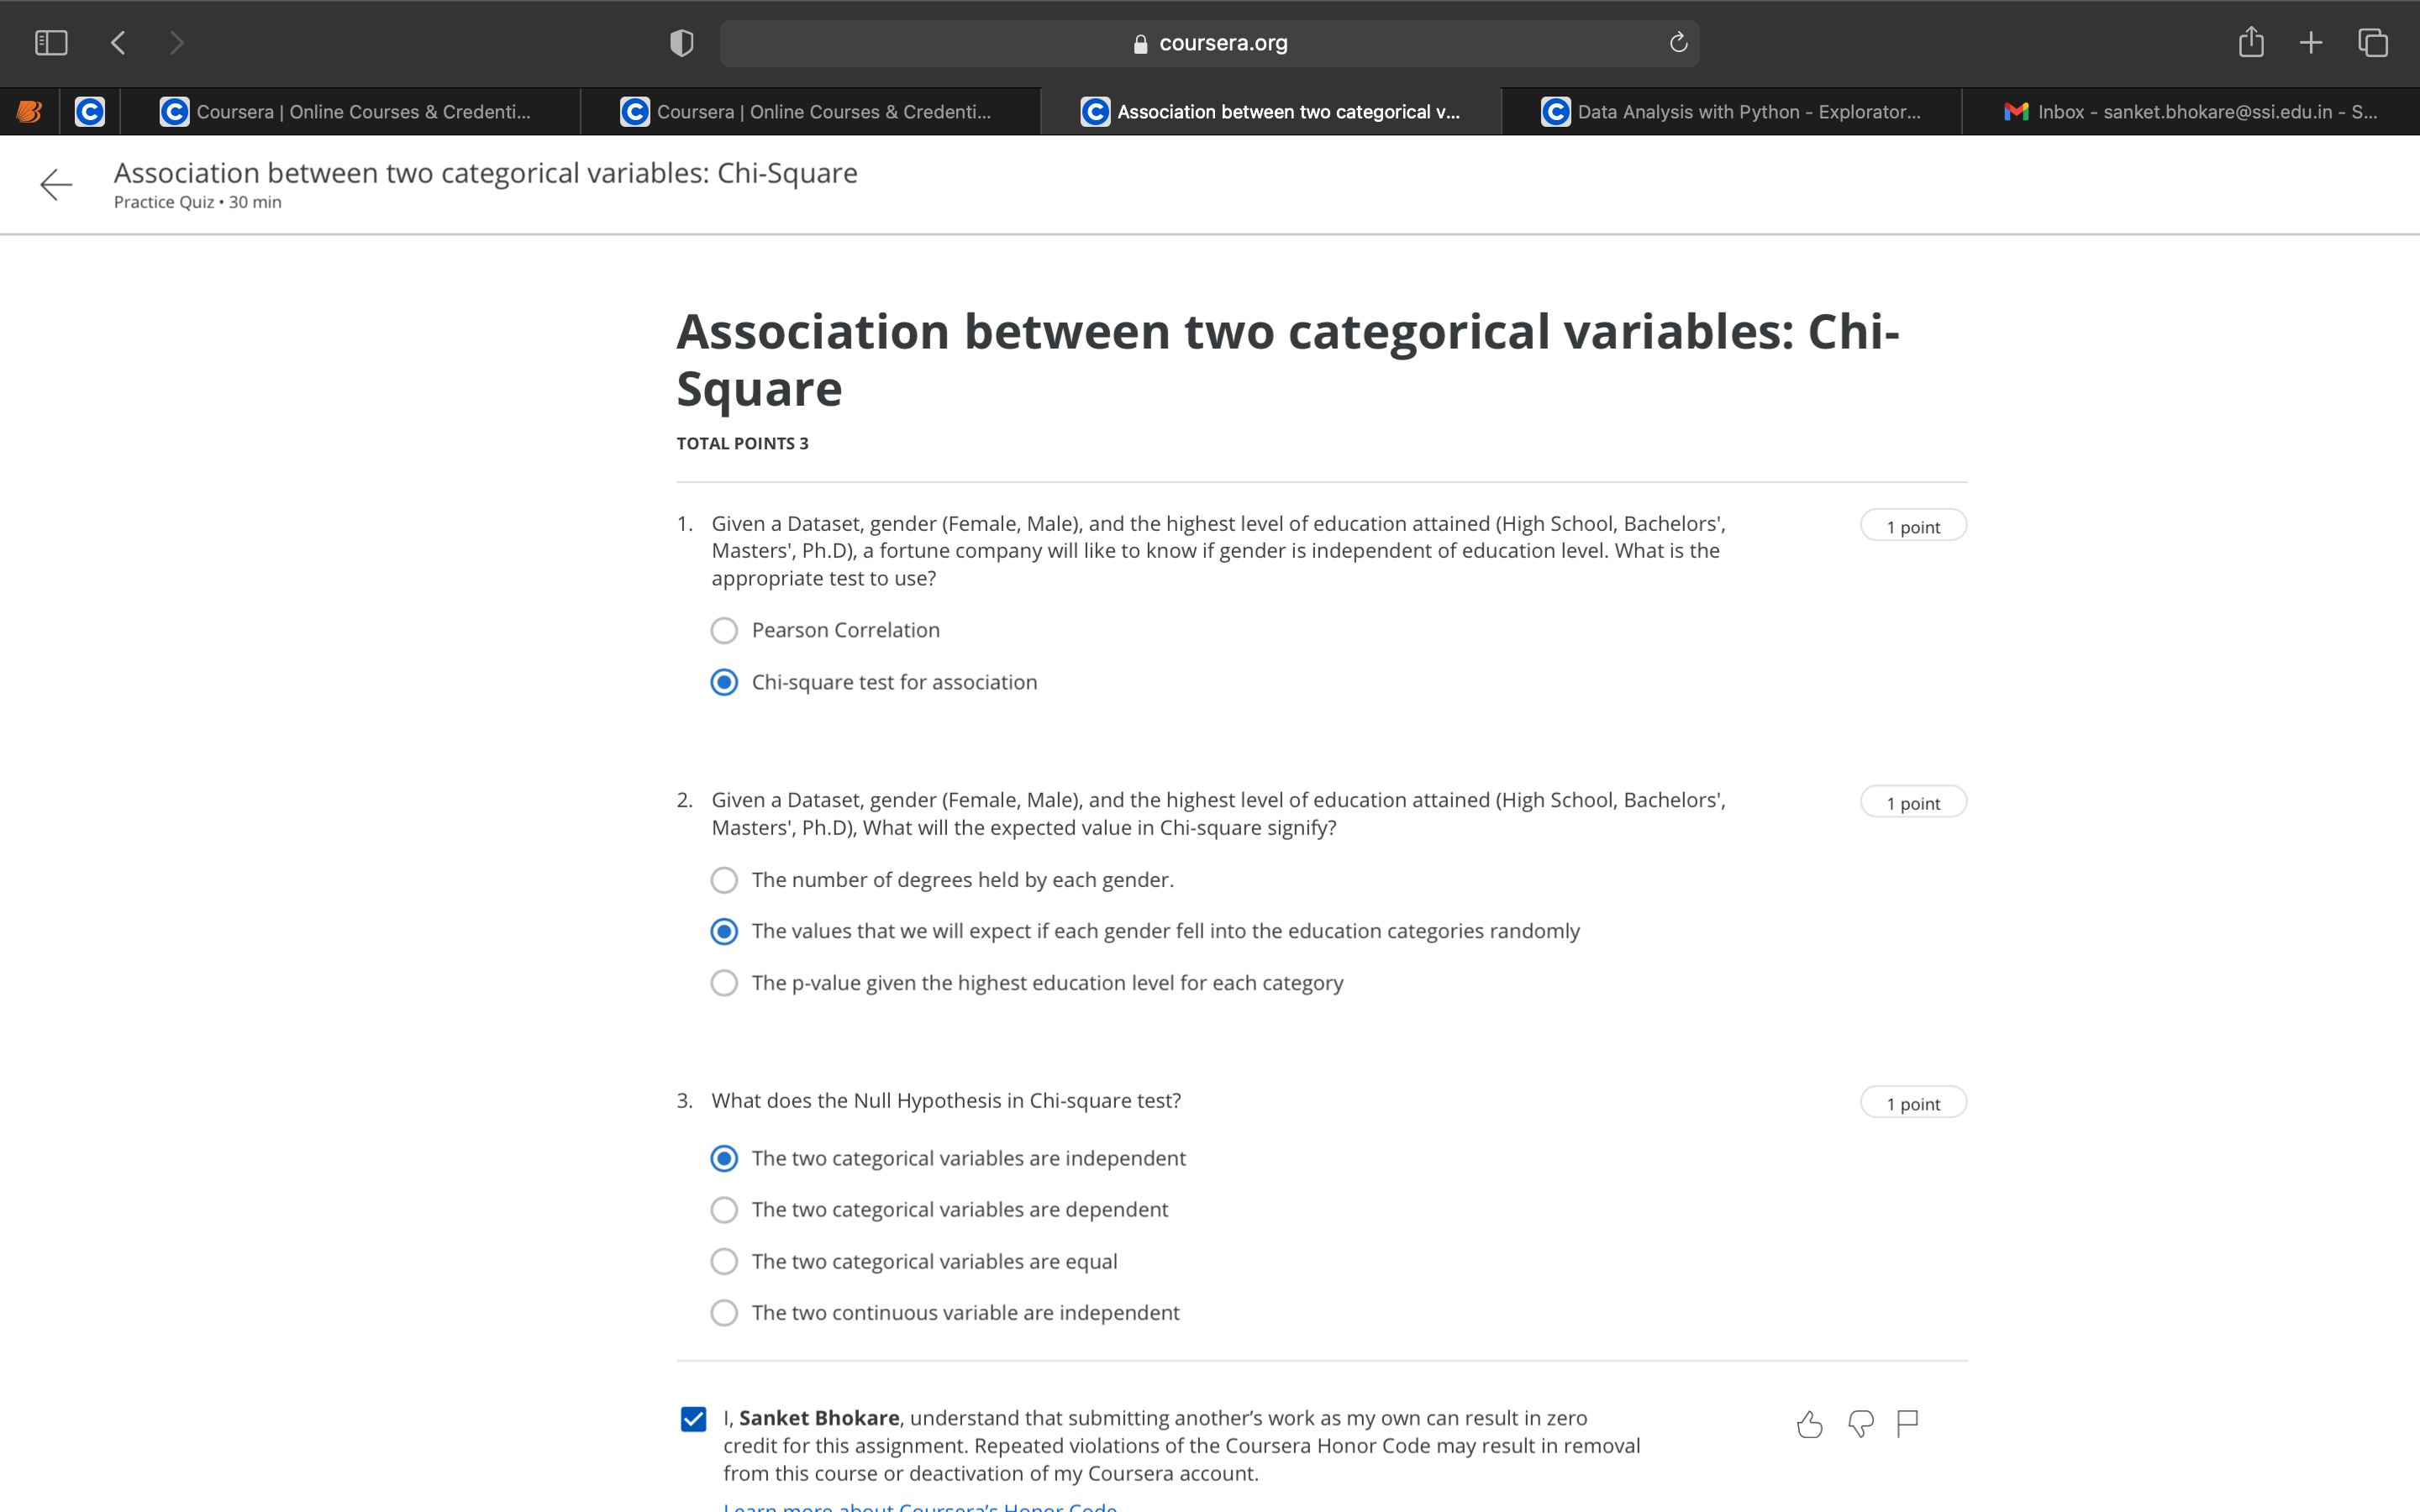 coursera.org
Coursera | Online Courses & Credenti...
Coursera | Online Courses & Credenti...
Association between two categorical v...
Data Analysis with Python - Explorator...
Inbox - sanket.bhokare@ssi.edu.in - S...
Association between two categorical variables: Chi-Square
Practice Quiz • 30 min
Association between two categorical variables: Chi-
Square
TOTAL POINTS 3
1. Given a Dataset, gender (Female, Male), and the highest level of education attained (High School, Bachelors',
Masters', Ph.D), a fortune company will like to know if gender is independent of education level. What is the
appropriate test to use?
1 point
Pearson Correlation
Chi-square test for association
2. Given a Dataset, gender (Female, Male), and the highest level of education attained (High School, Bachelors',
Masters', Ph.D), What will the expected value in Chi-square signify?
1 point
The number of degrees held by each gender.
The values that we will expect if each gender fell into the education categories randomly
The p-value given the highest education level for each category
3. What does the Null Hypothesis in Chi-square test?
1 point
The two categorical variables are independent
The two categorical variables are dependent
The two categorical variables are equal
The two continuous variable are independent
I, Sanket Bhokare, understand that submitting another’s work as my own can result in zero
credit for this assignment. Repeated violations of the Coursera Honor Code may result in removal
from this course or deactivation of my Coursera account.
Learn more about Coursera’s Honor Code